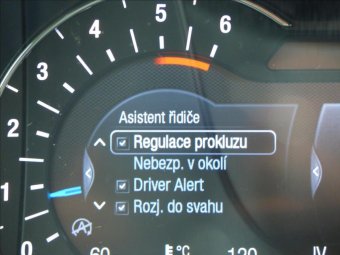 6
5
4
3
2
1
0
Asistent řidiče
Regulace prokluzu
Nebezp. v okolí
Driver Alert
Rozj. do svahu
60 °C 120 IV